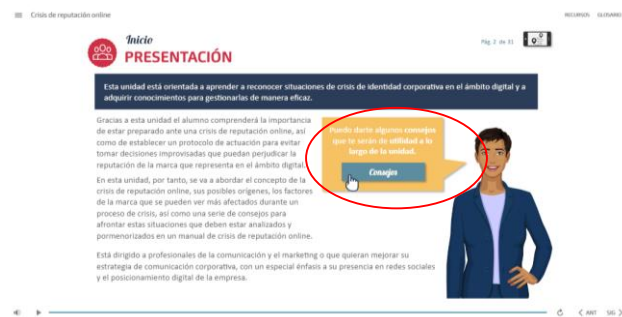 Crisis de reputación online
RECURSOS GLOSARIO
Inicio
PRESENTACIÓN
Pág 2 de 31
Esta unidad está orientada a aprender a reconocer situaciones de crisis de identidad corporativa en el ámbito digital y a
adquirir conocimientos para gestionarlas de manera eficaz.
Gracias a esta unidad el alumno comprenderá la importancia
de estar preparado ante una crisis de reputación online, así
como de establecer un protocolo de actuación para evitar
tomar decisiones improvisadas que puedan perjudicar la
reputación de la marca que representa en el ámbito digital.
En esta unidad, por tanto, se va a abordar el concepto de la
crisis de reputación online, sus posibles orígenes, los factores
de la marca que se pueden ver más afectados durante un
proceso de crisis, así como una serie de consejos para
afrontar estas situaciones que deben estar analizados y
pormenorizados en un manual de crisis de reputación online.
Puedo darte algunos consejos
que te serán de utilidad a lo
largo de la unidad.
Consejos
Está dirigido a profesionales de la comunicación y el marketing o que quieran mejorar su
estrategia de comunicación corporativa, con un especial énfasis a su presencia en redes sociales
y el posicionamiento digital de la empresa.
ANT SIG